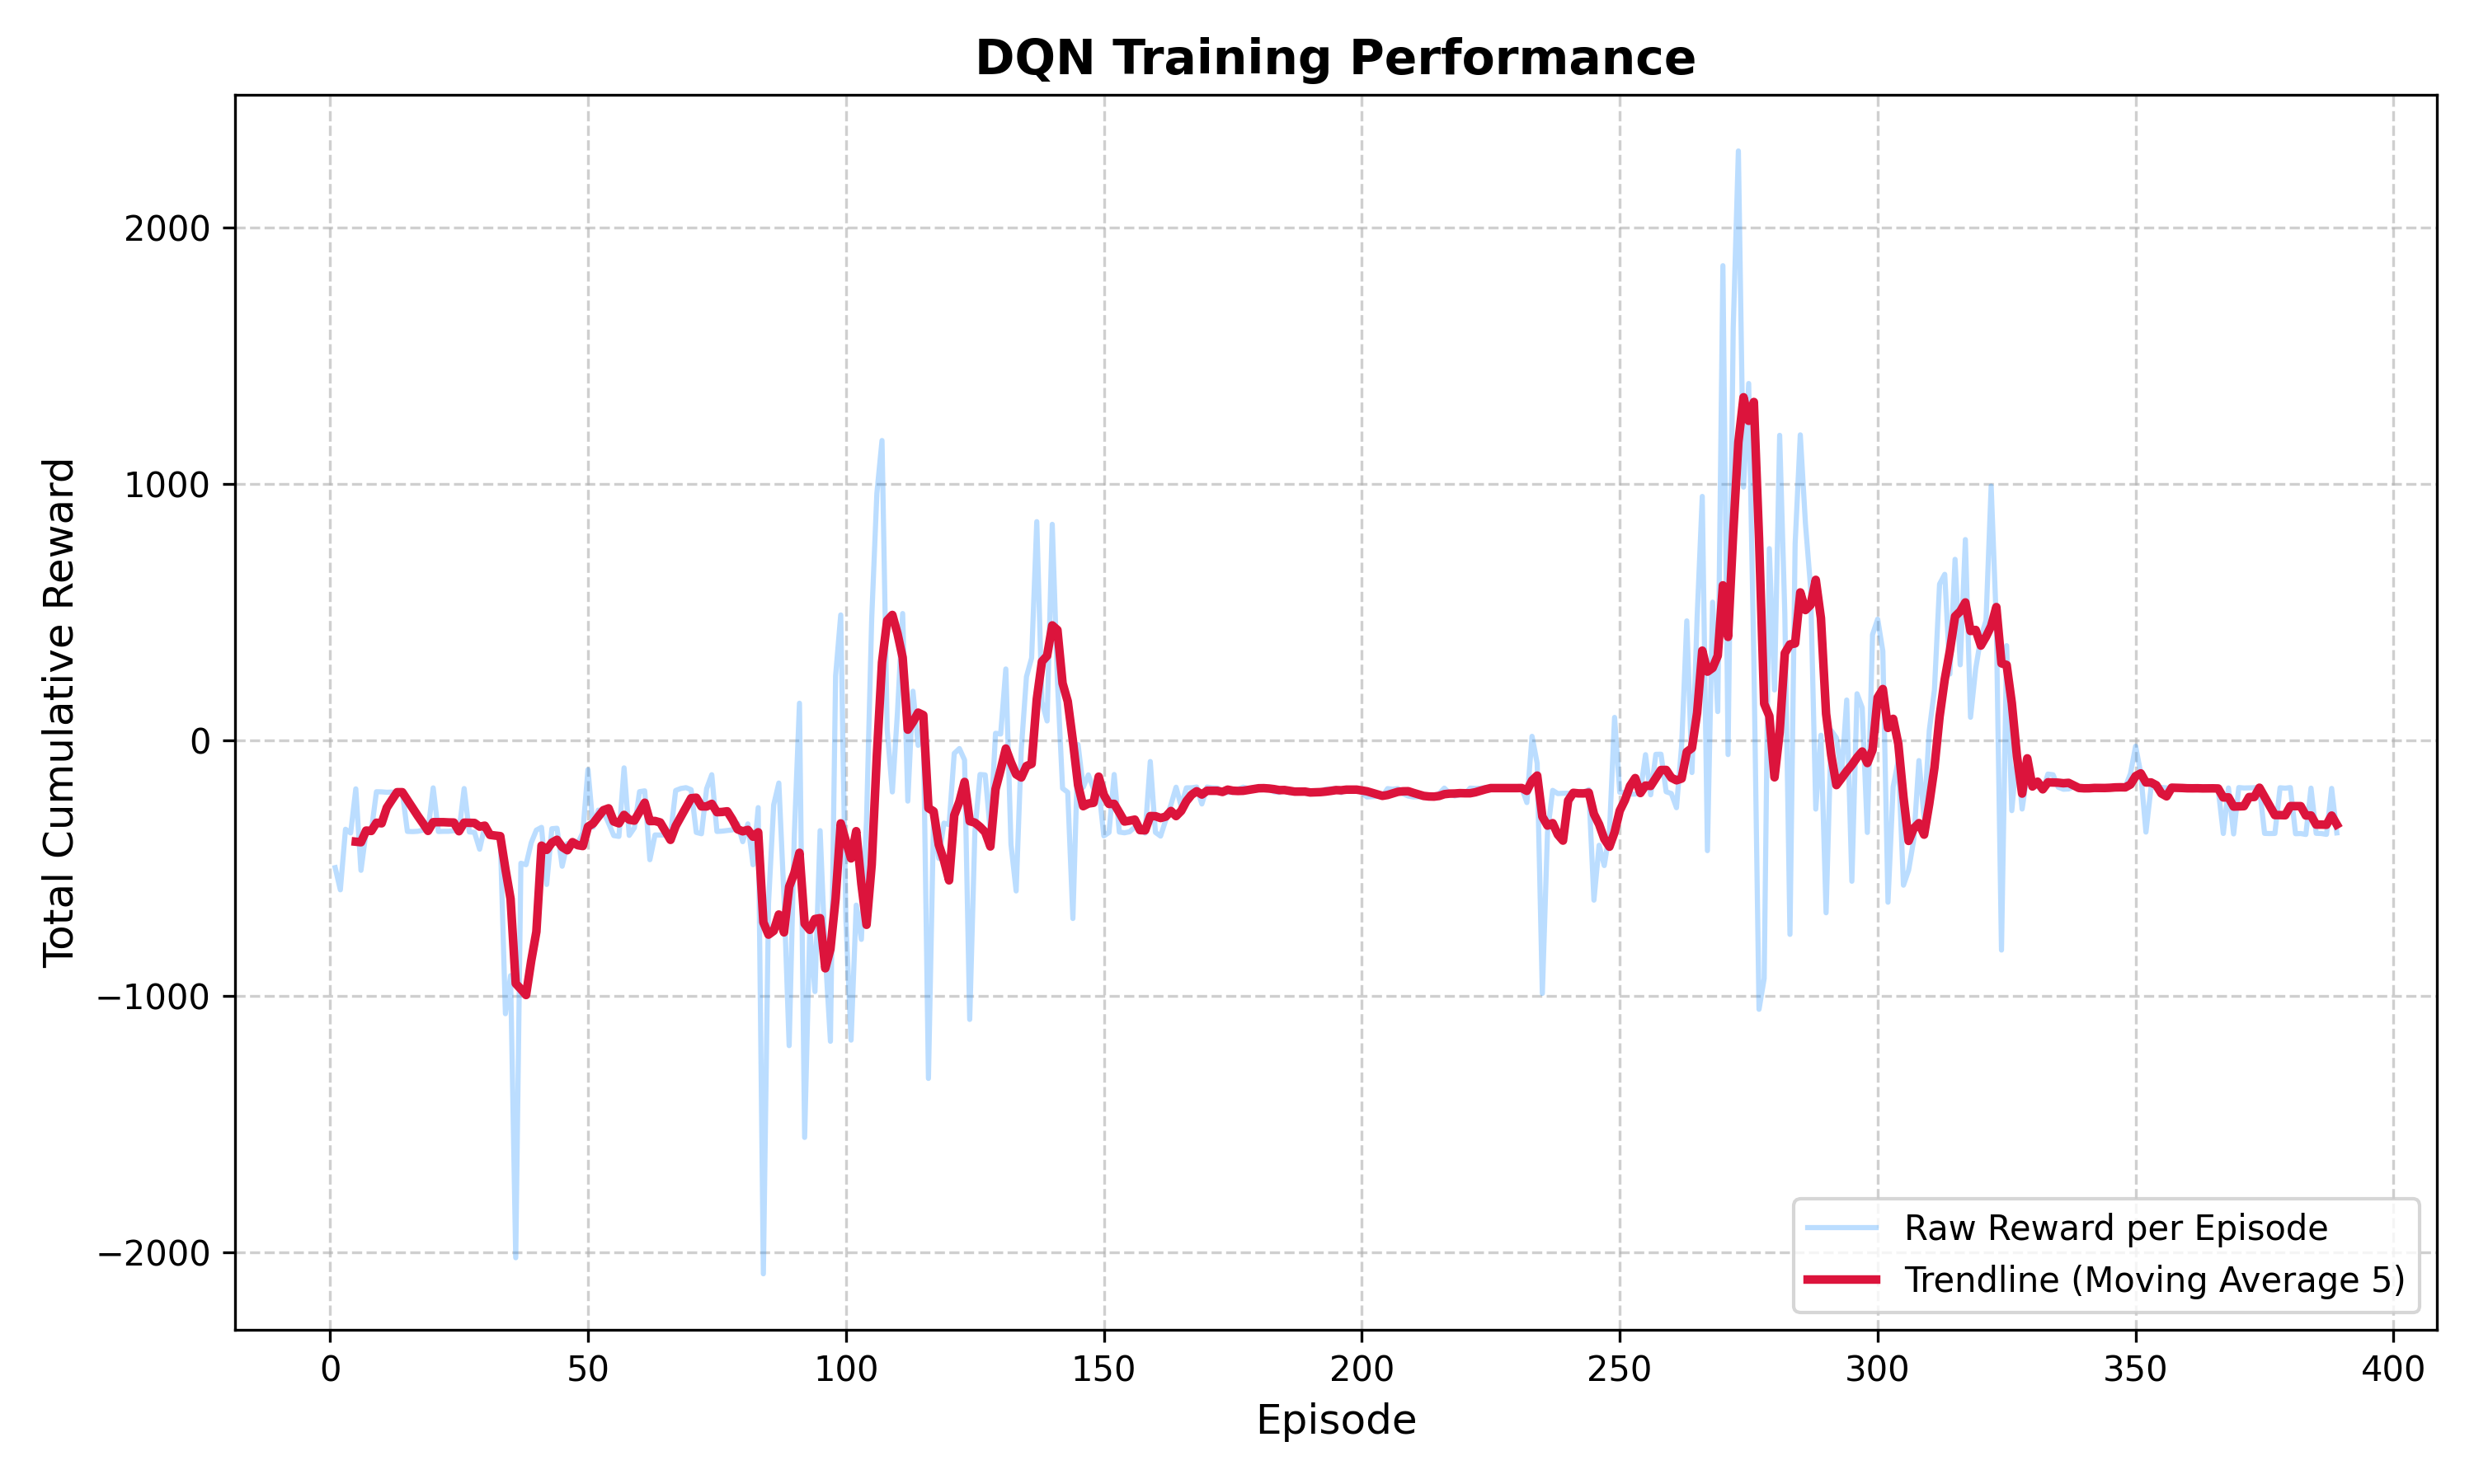 DQN Training Performance
Total Cumulative Reward
2000
1000
0
−1000
−2000
0 50 100 150 200 250 300 350 400
Episode
Raw Reward per Episode
Trendline (Moving Average 5)